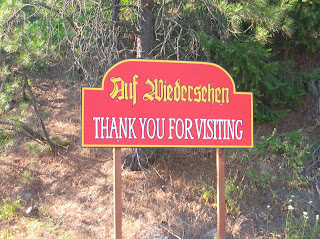 Auf Wiedersehen
THANK YOU FOR VISITING